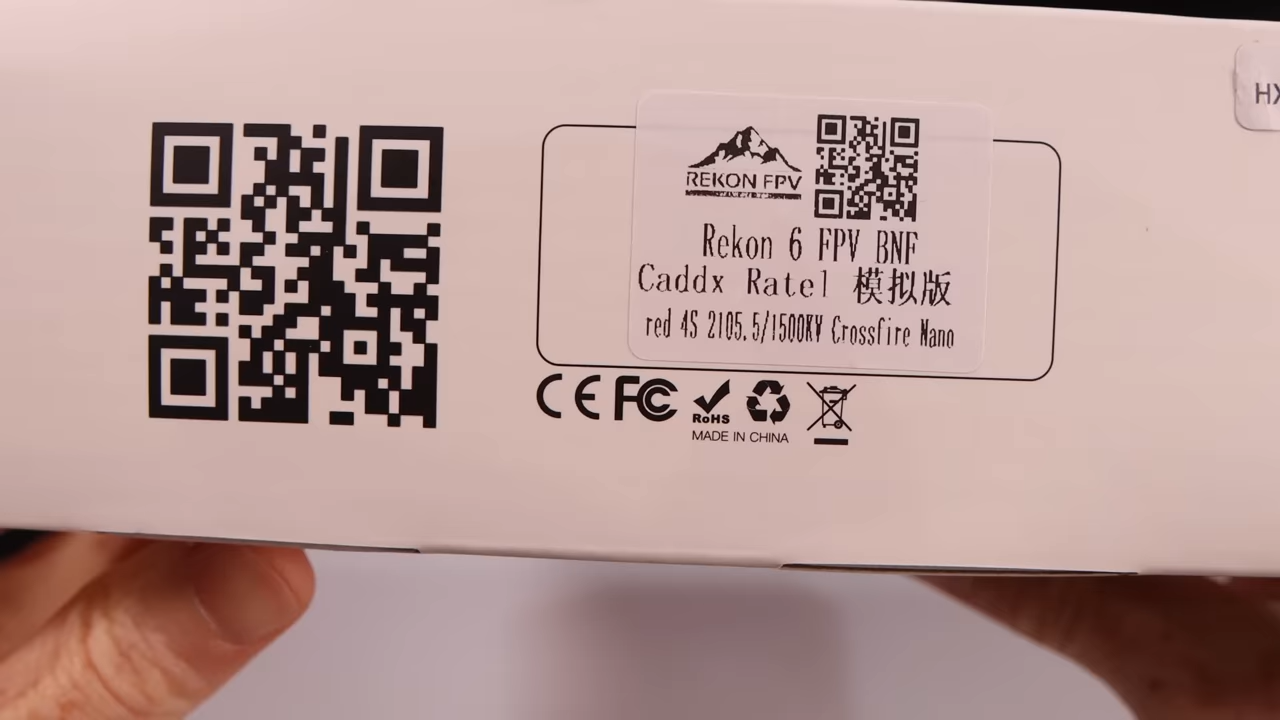 HX
REKON FPV
Rekon 6 FPV BNF
Caddx Ratel 模拟版
red 4S 2105.5/1500KV Crossfire Nano
CE FC
RoHS
MADE IN CHINA